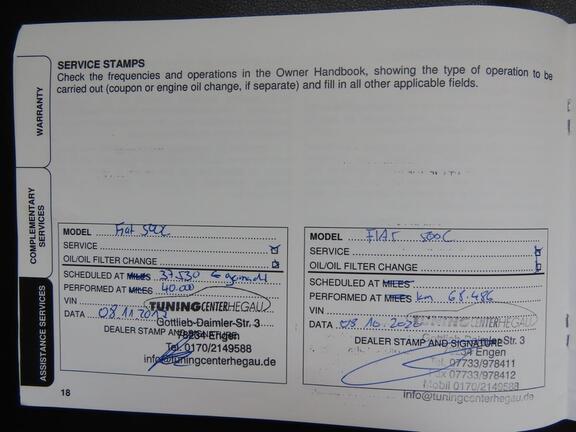 SERVICE STAMPS
Check the frequencies and operations in the Owner Handbook, showing the type of operation to be
carried out (coupon or engine oil change, if separate) and fill in all other applicable fields.
WARRANTY
COMPLEMENTARY
SERVICES
ASSISTANCE SERVICES
MODEL Fiat 500C
SERVICE
OIL/OIL FILTER CHANGE
SCHEDULED AT MILES 37.530
PERFORMED AT MILES 40.000
VIN
DATA 08.11.
TUNINGCENTERHEGAU
Gottlieb-Daimler-Str. 3
DEALER STAMP AND
78234 Engen
Tel. 0170/2149588
info@tuningcenterhegau.de
18
MODEL FIAT 500C
SERVICE
OIL/OIL FILTER CHANGE
SCHEDULED AT MILES
PERFORMED AT MILES km 68.486
VIN
DATA 08.10.
TUNINGCENTERHEGAU
DEALER STAMP AND SIGNATURE
Str. 3
Engen
Tel. 07733/978411
Fax 07733/978412
Mobil 0170/2149588
info@tuningcenterhegau.de